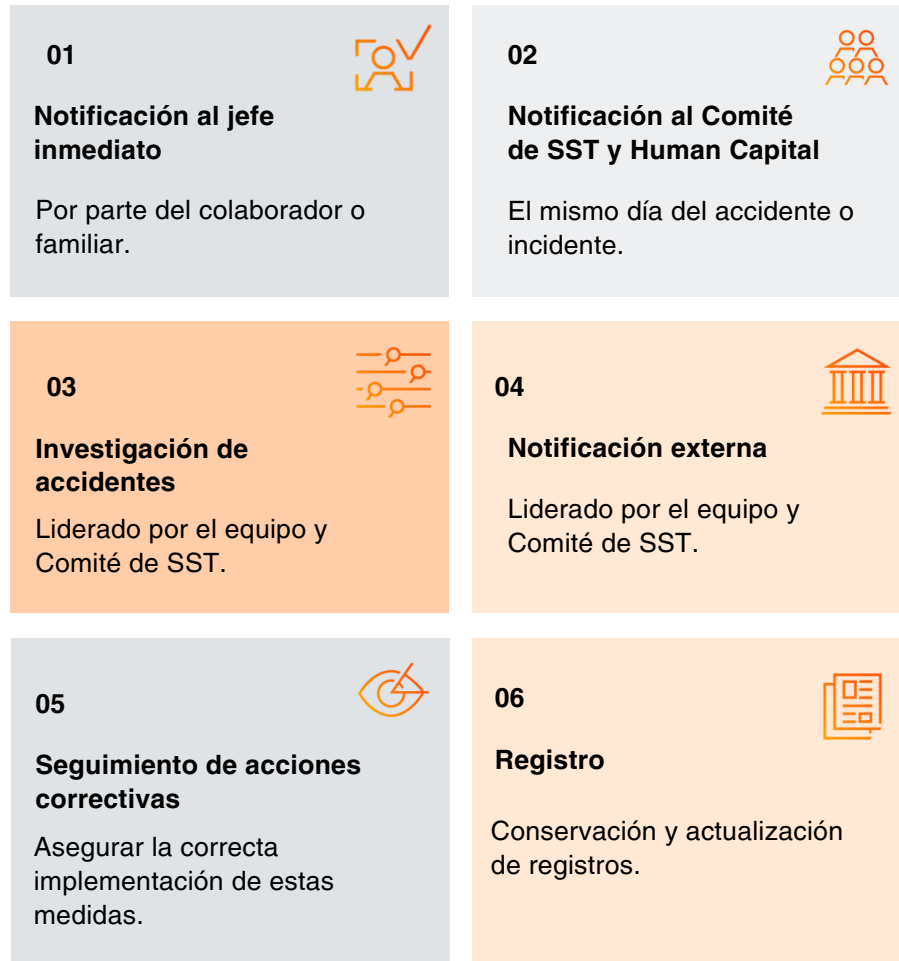 01
Notificación al jefe
inmediato
Por parte del colaborador o
familiar.
02
Notificación al Comité
de SST y Human Capital
El mismo día del accidente o
incidente.
03
Investigación de
accidentes
Liderado por el equipo y
Comité de SST.
04
Notificación externa
Liderado por el equipo y
Comité de SST.
05
Seguimiento de acciones
correctivas
Asegurar la correcta
implementación de estas
medidas.
06
Registro
Conservación y actualización
de registros.